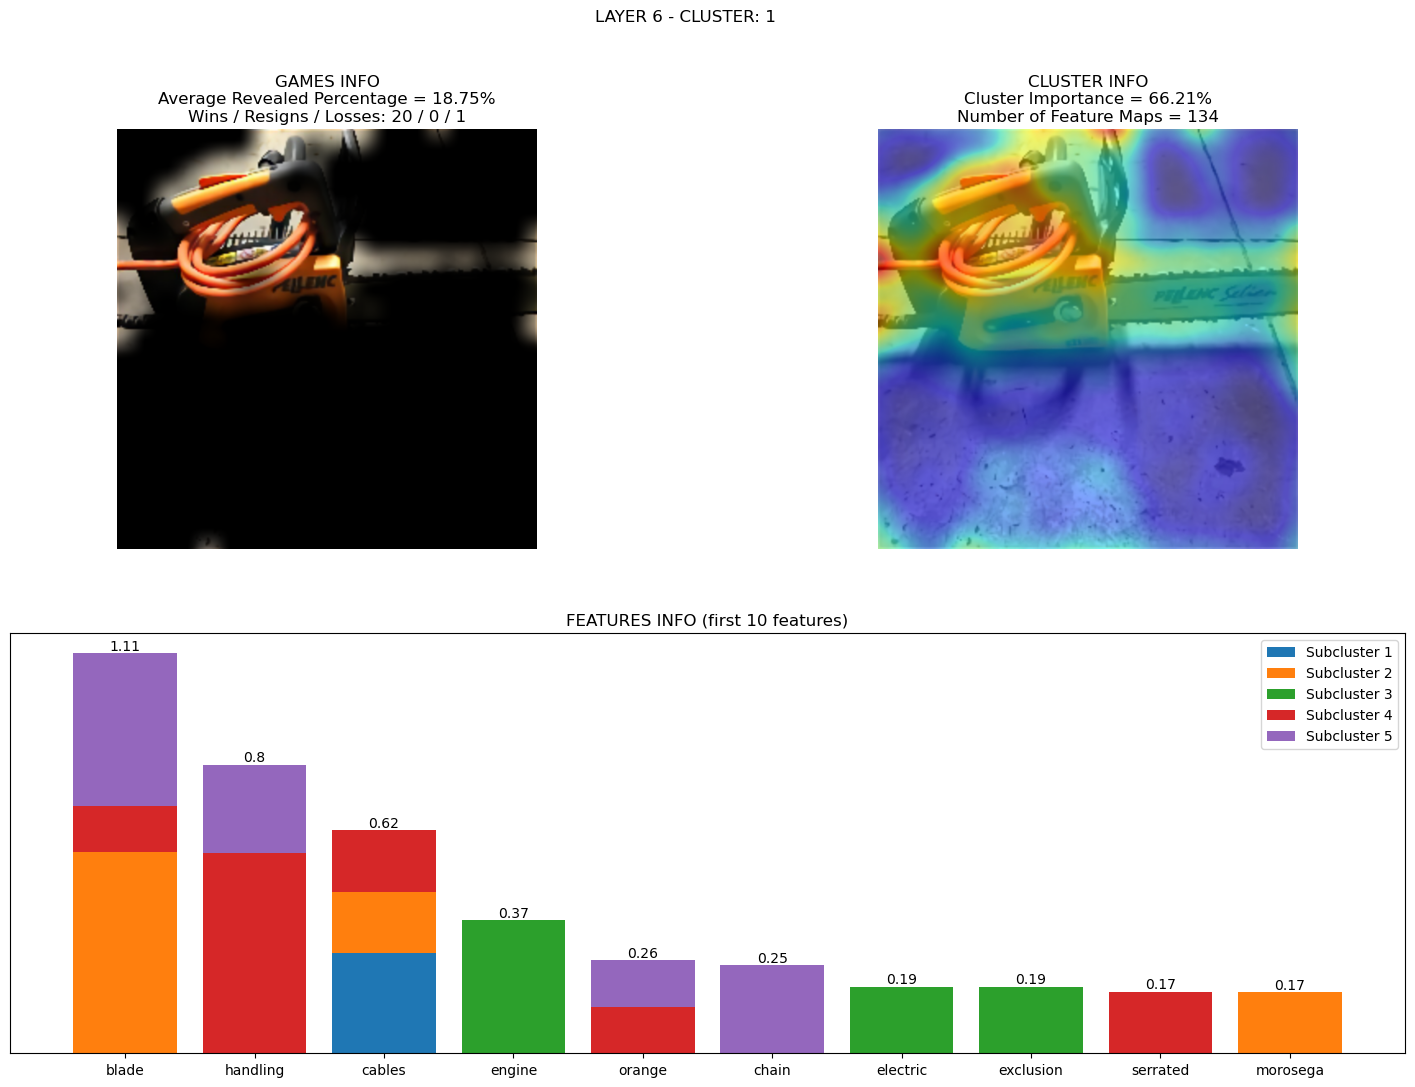 LAYER 6 - CLUSTER: 1
GAMES INFO
Average Revealed Percentage = 18.75%
Wins / Resigns / Losses: 20 / 0 / 1
CLUSTER INFO
Cluster Importance = 66.21%
Number of Feature Maps = 134
PELLENC
PELLENC
PELLENC Selion
FEATURES INFO (first 10 features)
1.11
0.8
0.62
0.37
0.26
0.25
0.19
0.19
0.17
0.17
Subcluster 1
Subcluster 2
Subcluster 3
Subcluster 4
Subcluster 5
blade
handling
cables
engine
orange
chain
electric
exclusion
serrated
morosega